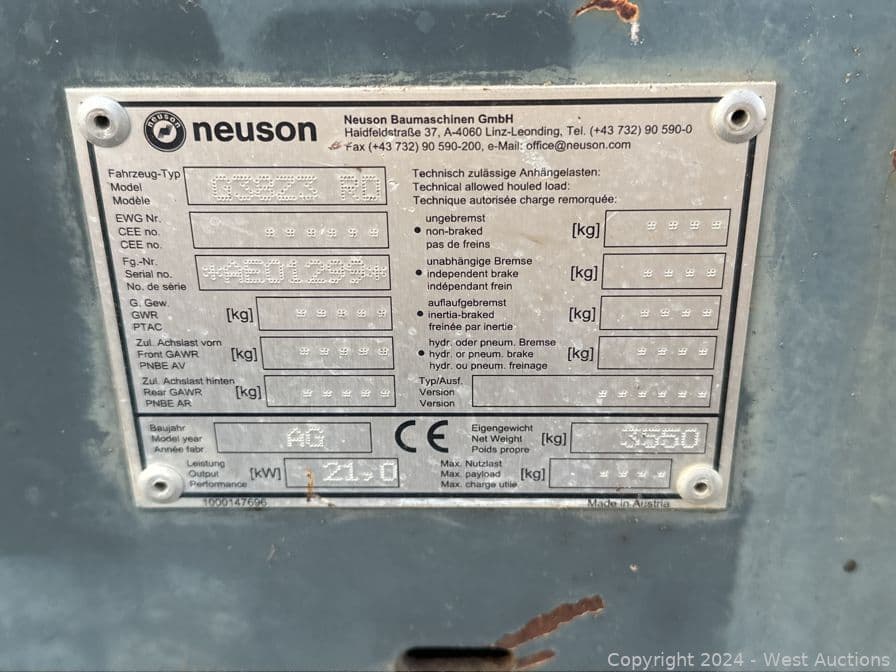 neuson
neuson
Neuson Baumaschinen GmbH
Haidfeldstraße 37, A-4060 Linz-Leonding, Tel. (+43 732) 90 590-0
Fax (+43 732) 90 590-200, e-Mail: office@neuson.com
Fahrzeug-Typ
Model
Modèle
G38Z3 RD
EWG Nr.
CEE no.
CEE no.
Fg.-Nr.
Serial no.
No. de série
*AE01299*
G. Gew.
GWR
PTAC
[kg]
Zul. Achslast vorn
Front GAWR
PNBE AV
[kg]
Zul. Achslast hinten
Rear GAWR
PNBE AR
[kg]
Technisch zulässige Anhängelasten:
Technical allowed houled load:
Technique autorisée charge remorquée:
ungebremst
• non-braked
pas de freins
[kg]
unabhängige Bremse
• independent brake
indépendant frein
[kg]
auflaufgebremst
• inertia-braked
freinée par inertie
[kg]
hydr. oder pneum. Bremse
• hydr. or pneum. brake
hydr. ou pneum. freinage
[kg]
Typ/Ausf.
Version
Version
Baujahr
Model year
Année fabr
AG
CE
Eigengewicht
Net Weight
Poids propre
[kg]
3550
Leistung
Output
Performance
[kW]
21,0
Max. Nutzlast
Max. payload
Max. charge utile
[kg]
1000147696
Made in Austria
Copyright 2024 - West Auctions